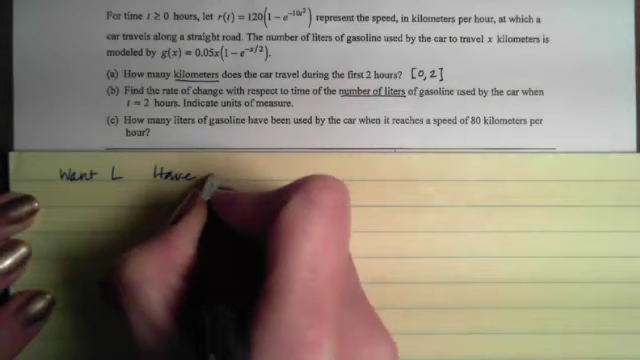 For time t ≥ 0 hours, let r(t) = 120(1 − e^(−10t²)) represent the speed, in kilometers per hour, at which a
car travels along a straight road. The number of liters of gasoline used by the car to travel x kilometers is
modeled by g(x) = 0.05x(1 − e^(−x/2)).
(a) How many kilometers does the car travel during the first 2 hours? [0, 2]
(b) Find the rate of change with respect to time of the number of liters of gasoline used by the car when
t = 2 hours. Indicate units of measure.
(c) How many liters of gasoline have been used by the car when it reaches a speed of 80 kilometers per
hour?
Want L Have